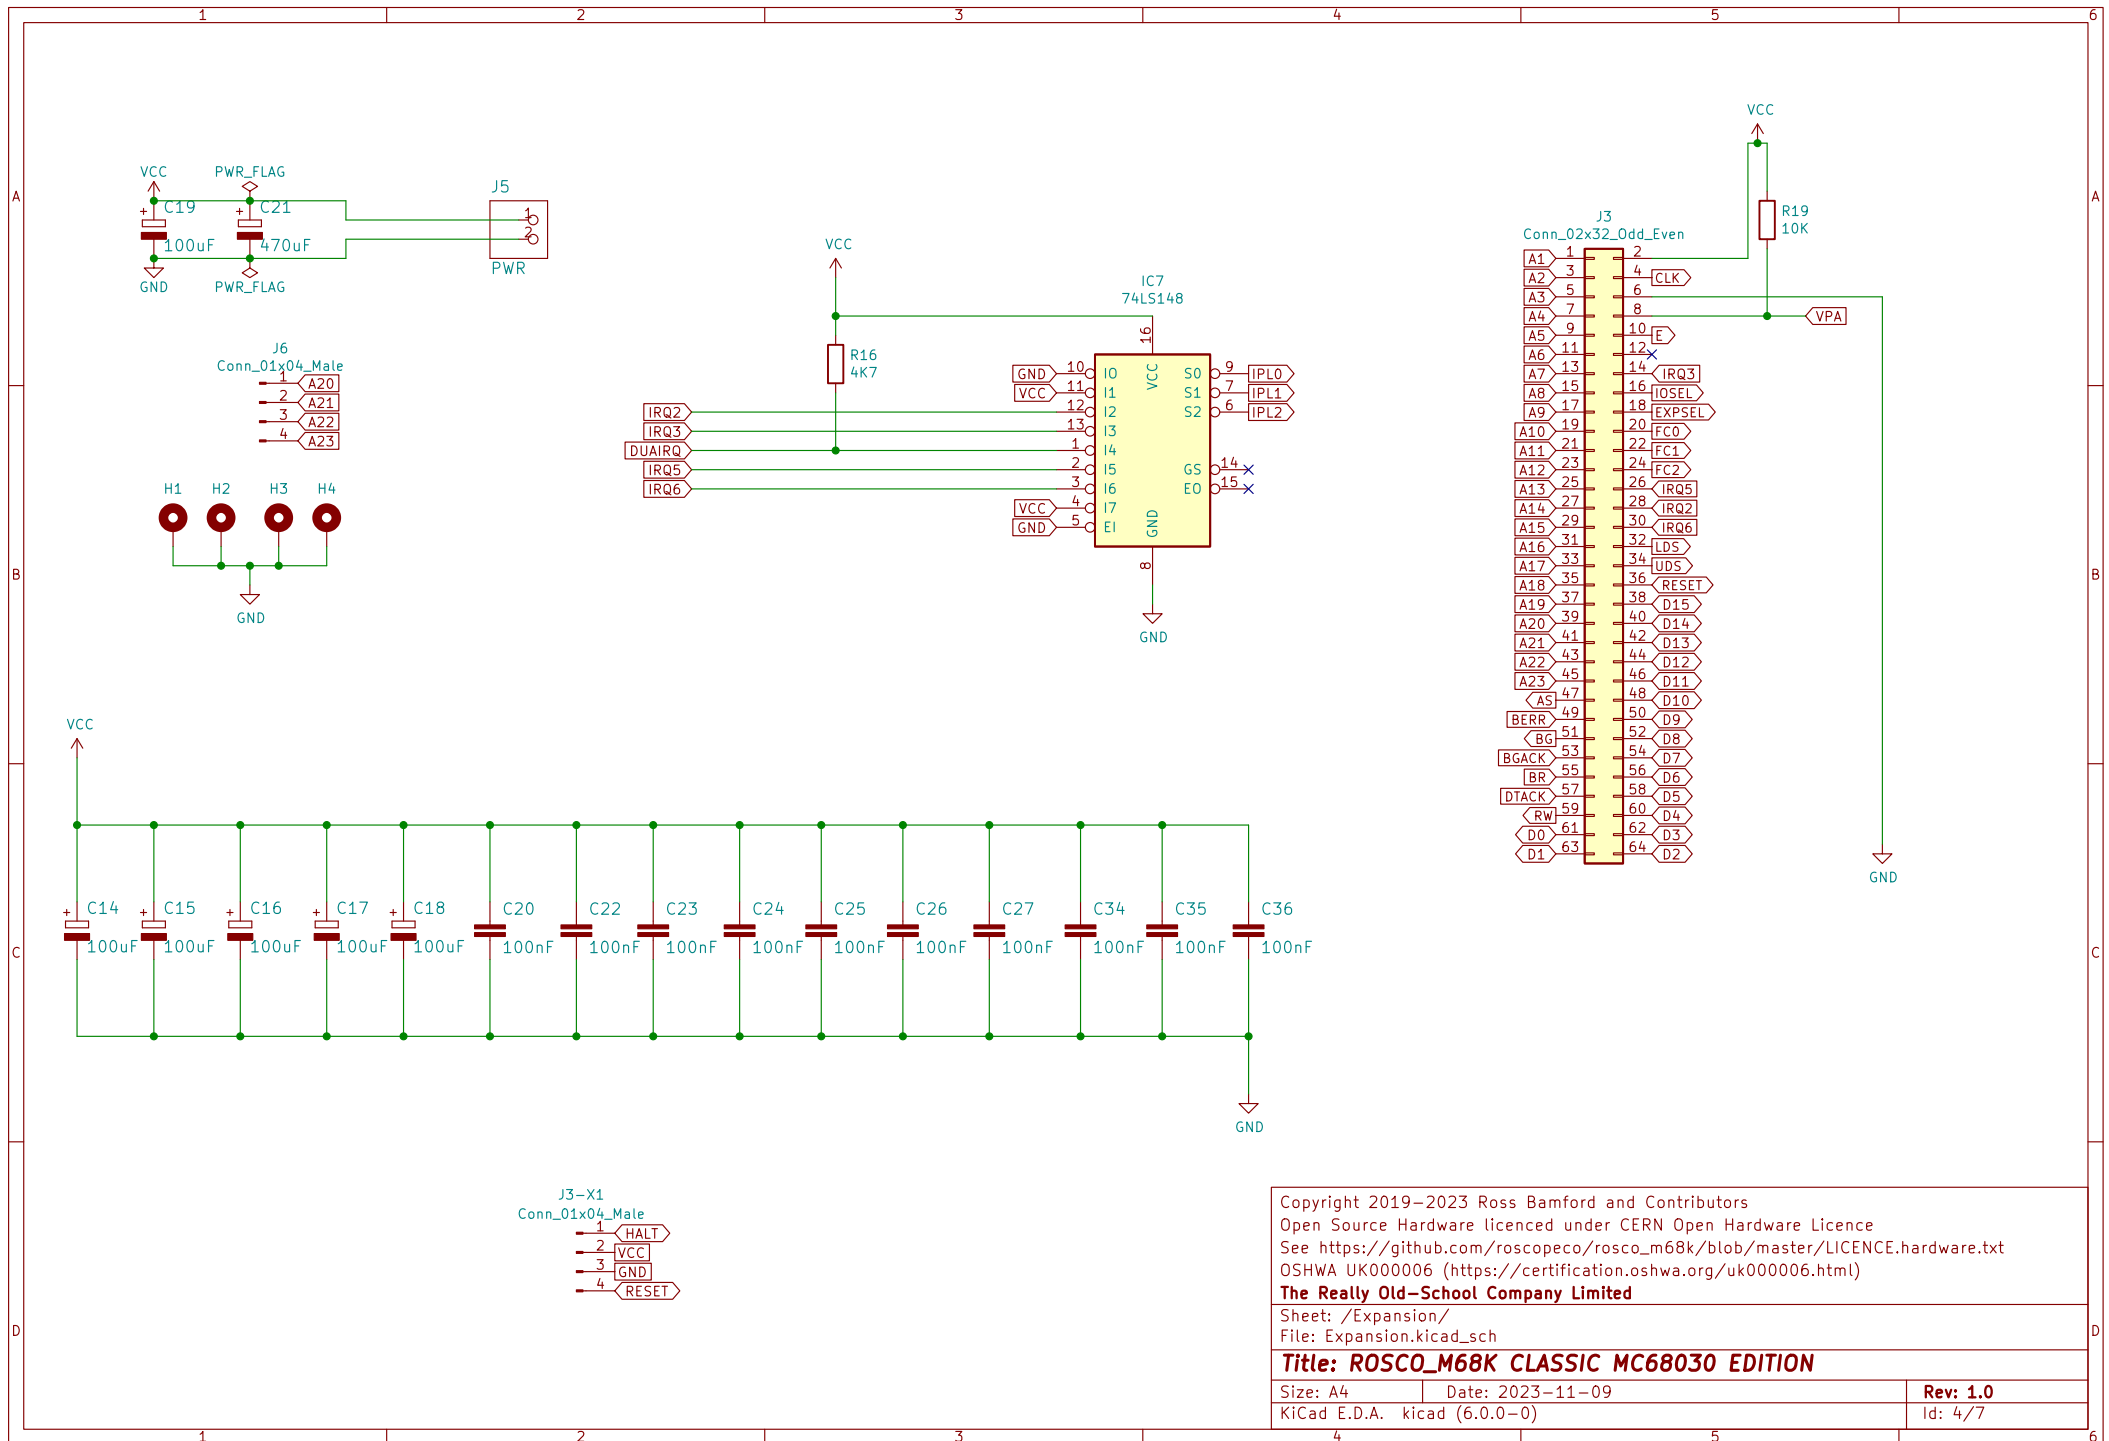 1 2 3 4 5 6
A A
B B
C C
D D
VCC PWR_FLAG
C19 C21
+ +
100uF 470uF
GND PWR_FLAG
J5
1
2
PWR
J6
Conn_01x04_Male
1 A20
2 A21
3 A22
4 A23
H1 H2 H3 H4
GND
VCC
R16
4K7
IRQ2
IRQ3
DUAIRQ
IRQ5
IRQ6
IC7
74LS148
16
VCC
GND 10 I0 S0 9 IPL0
VCC 11 I1 S1 7 IPL1
12 I2 S2 6 IPL2
13 I3
1 I4
2 I5 GS 14
3 I6 EO 15
VCC 4 I7
GND 5 EI
GND
8
GND
VCC
R19
10K
J3
Conn_02x32_Odd_Even
A1 1 2
A2 3 4 CLK
A3 5 6
A4 7 8 VPA
A5 9 10 E
A6 11 12
A7 13 14 IRQ3
A8 15 16 IOSEL
A9 17 18 EXPSEL
A10 19 20 FC0
A11 21 22 FC1
A12 23 24 FC2
A13 25 26 IRQ5
A14 27 28 IRQ2
A15 29 30 IRQ6
A16 31 32 LDS
A17 33 34 UDS
A18 35 36 RESET
A19 37 38 D15
A20 39 40 D14
A21 41 42 D13
A22 43 44 D12
A23 45 46 D11
AS 47 48 D10
BERR 49 50 D9
BG 51 52 D8
BGACK 53 54 D7
BR 55 56 D6
DTACK 57 58 D5
RW 59 60 D4
D0 61 62 D3
D1 63 64 D2
GND
VCC
+ C14 + C15 + C16 + C17 + C18 C20 C22 C23 C24 C25 C26 C27 C34 C35 C36
100uF 100uF 100uF 100uF 100uF 100nF 100nF 100nF 100nF 100nF 100nF 100nF 100nF 100nF 100nF
GND
J3-X1
Conn_01x04_Male
1 HALT
2 VCC
3 GND
4 RESET
Copyright 2019-2023 Ross Bamford and Contributors
Open Source Hardware licenced under CERN Open Hardware Licence
See https://github.com/roscopeco/rosco_m68k/blob/master/LICENCE.hardware.txt
OSHWA UK000006 (https://certification.oshwa.org/uk000006.html)
The Really Old-School Company Limited
Sheet: /Expansion/
File: Expansion.kicad_sch
Title: ROSCO_M68K CLASSIC MC68030 EDITION
Size: A4 Date: 2023-11-09 Rev: 1.0
KiCad E.D.A. kicad (6.0.0-0) Id: 4/7
1 2 3 4 5 6